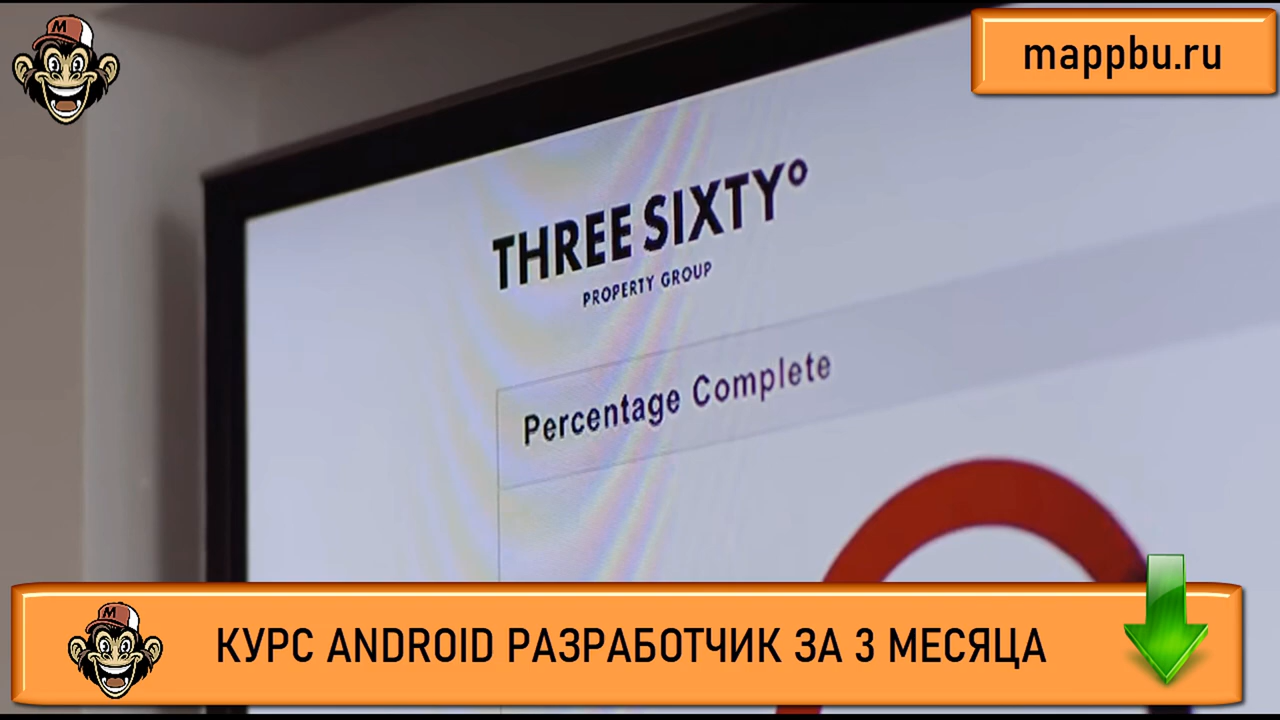 M
mappbu.ru
THREE SIXTY°
PROPERTY GROUP
Percentage Complete
M
КУРС ANDROID РАЗРАБОТЧИК ЗА 3 МЕСЯЦА